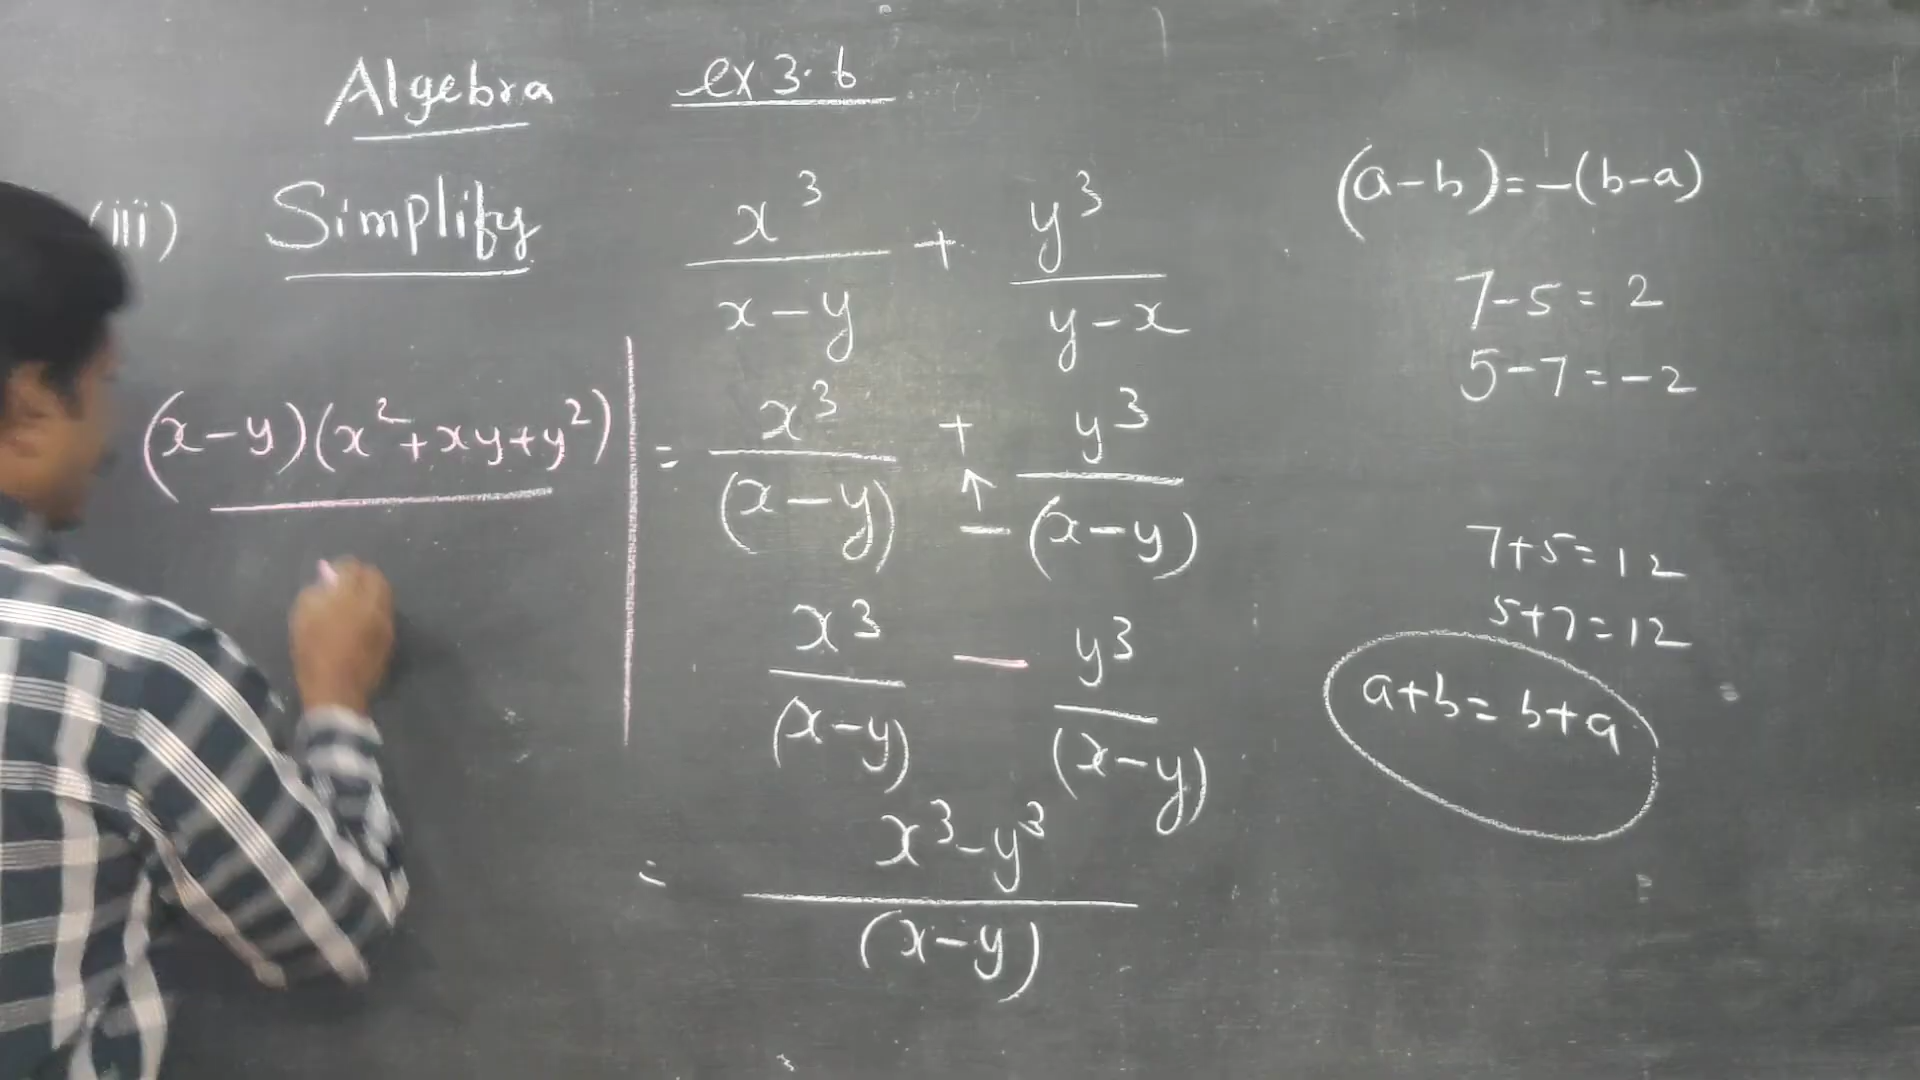 Algebra ex 3.6
(iii) Simplify x³/x-y + y³/y-x
(x-y)(x²+xy+y²)
= x³/(x-y) + ↑ y³/-(x-y)
x³/(x-y) - y³/(x-y)
= x³-y³/(x-y)
(a-b)=-(b-a)
7-5=2
5-7=-2
7+5=12
5+7=12
a+b=b+a